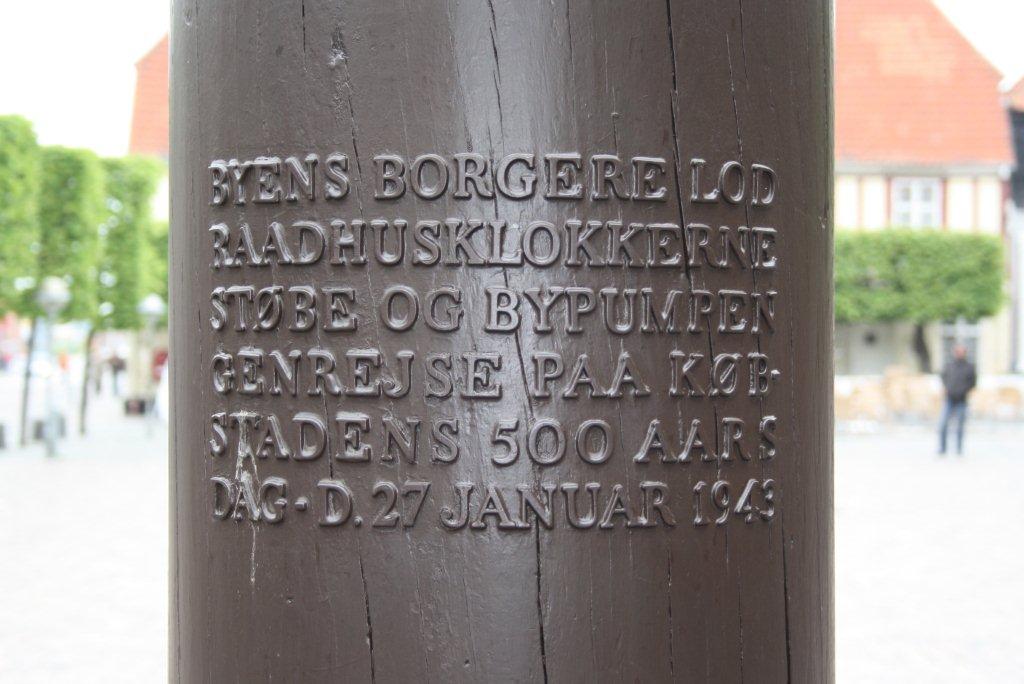 BYENS BORGERE LOD
RAADHUSKLOKKERNE
STØBE OG BYPUMPEN
GENREJSE PAA KØB-
STADENS 500 AARS
DAG - D. 27 JANUAR 1943